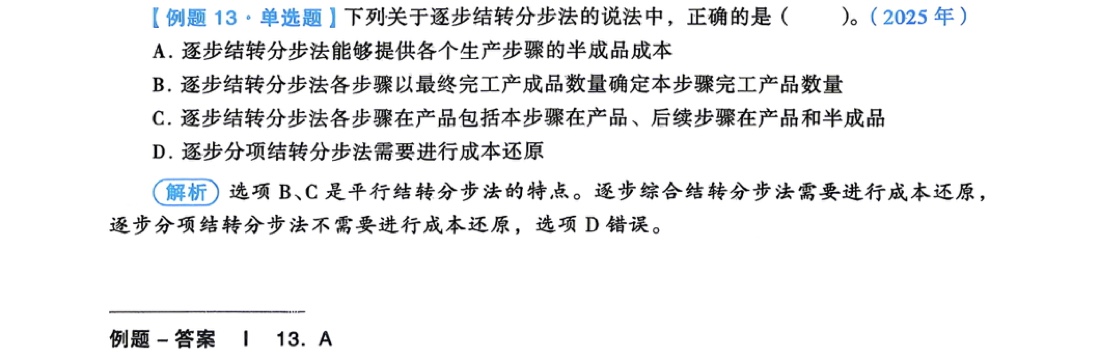 【例题 13·单选题】下列关于逐步结转分步法的说法中，正确的是（　　）。（2025 年）
A. 逐步结转分步法能够提供各个生产步骤的半成品成本
B. 逐步结转分步法各步骤以最终完工产成品数量确定本步骤完工产品数量
C. 逐步结转分步法各步骤在产品包括本步骤在产品、后续步骤在产品和半成品
D. 逐步分项结转分步法需要进行成本还原
解析 选项 B、C 是平行结转分步法的特点。逐步综合结转分步法需要进行成本还原，
逐步分项结转分步法不需要进行成本还原，选项 D 错误。
例题－答案 | 13. A